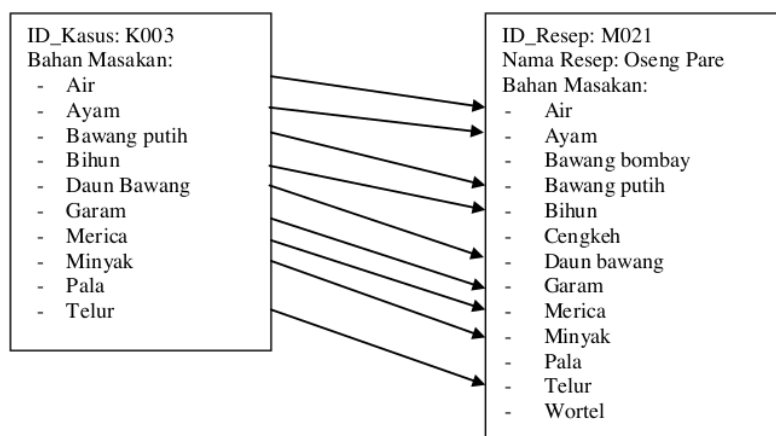 ID_Kasus: K003
Bahan Masakan:
- Air
- Ayam
- Bawang putih
- Bihun
- Daun Bawang
- Garam
- Merica
- Minyak
- Pala
- Telur
ID_Resep: M021
Nama Resep: Oseng Pare
Bahan Masakan:
- Air
- Ayam
- Bawang bombay
- Bawang putih
- Bihun
- Cengkeh
- Daun bawang
- Garam
- Merica
- Minyak
- Pala
- Telur
- Wortel